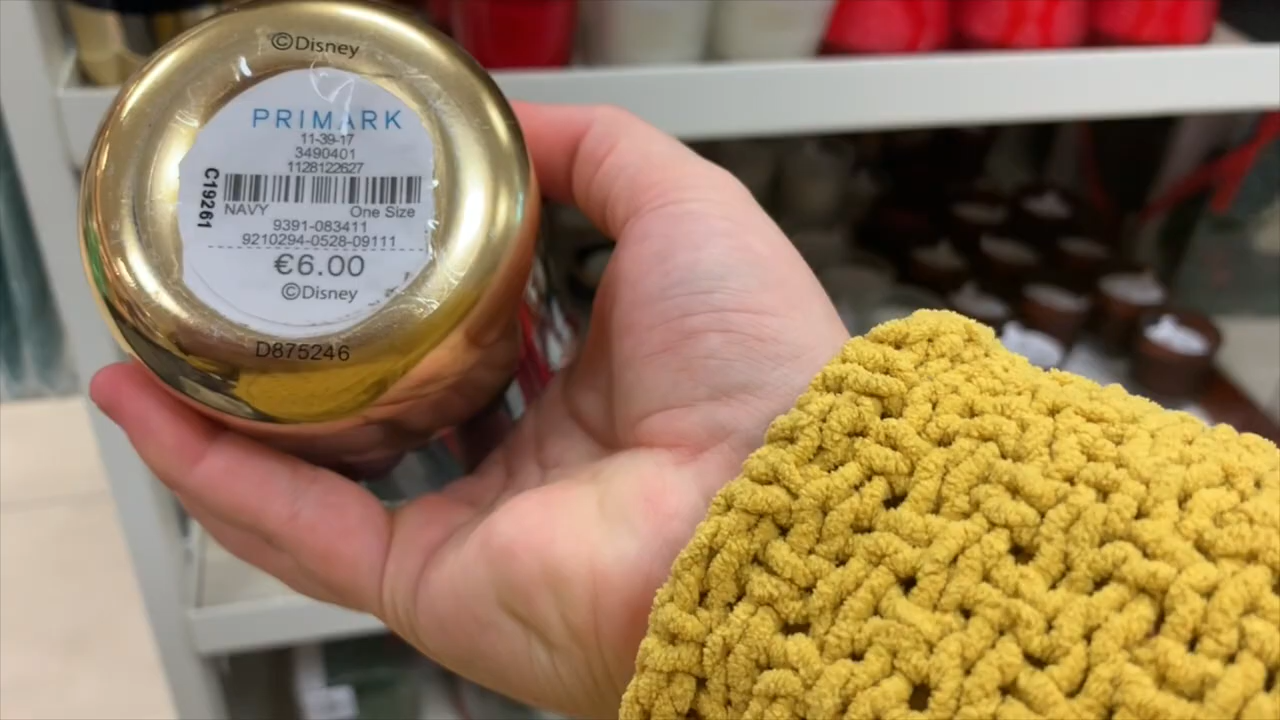 ©Disney
PRIMARK
11-39-17
3490401
1128122627
C19261
NAVY One Size
9391-083411
9210294-0528-09111
€6.00
©Disney
D875246